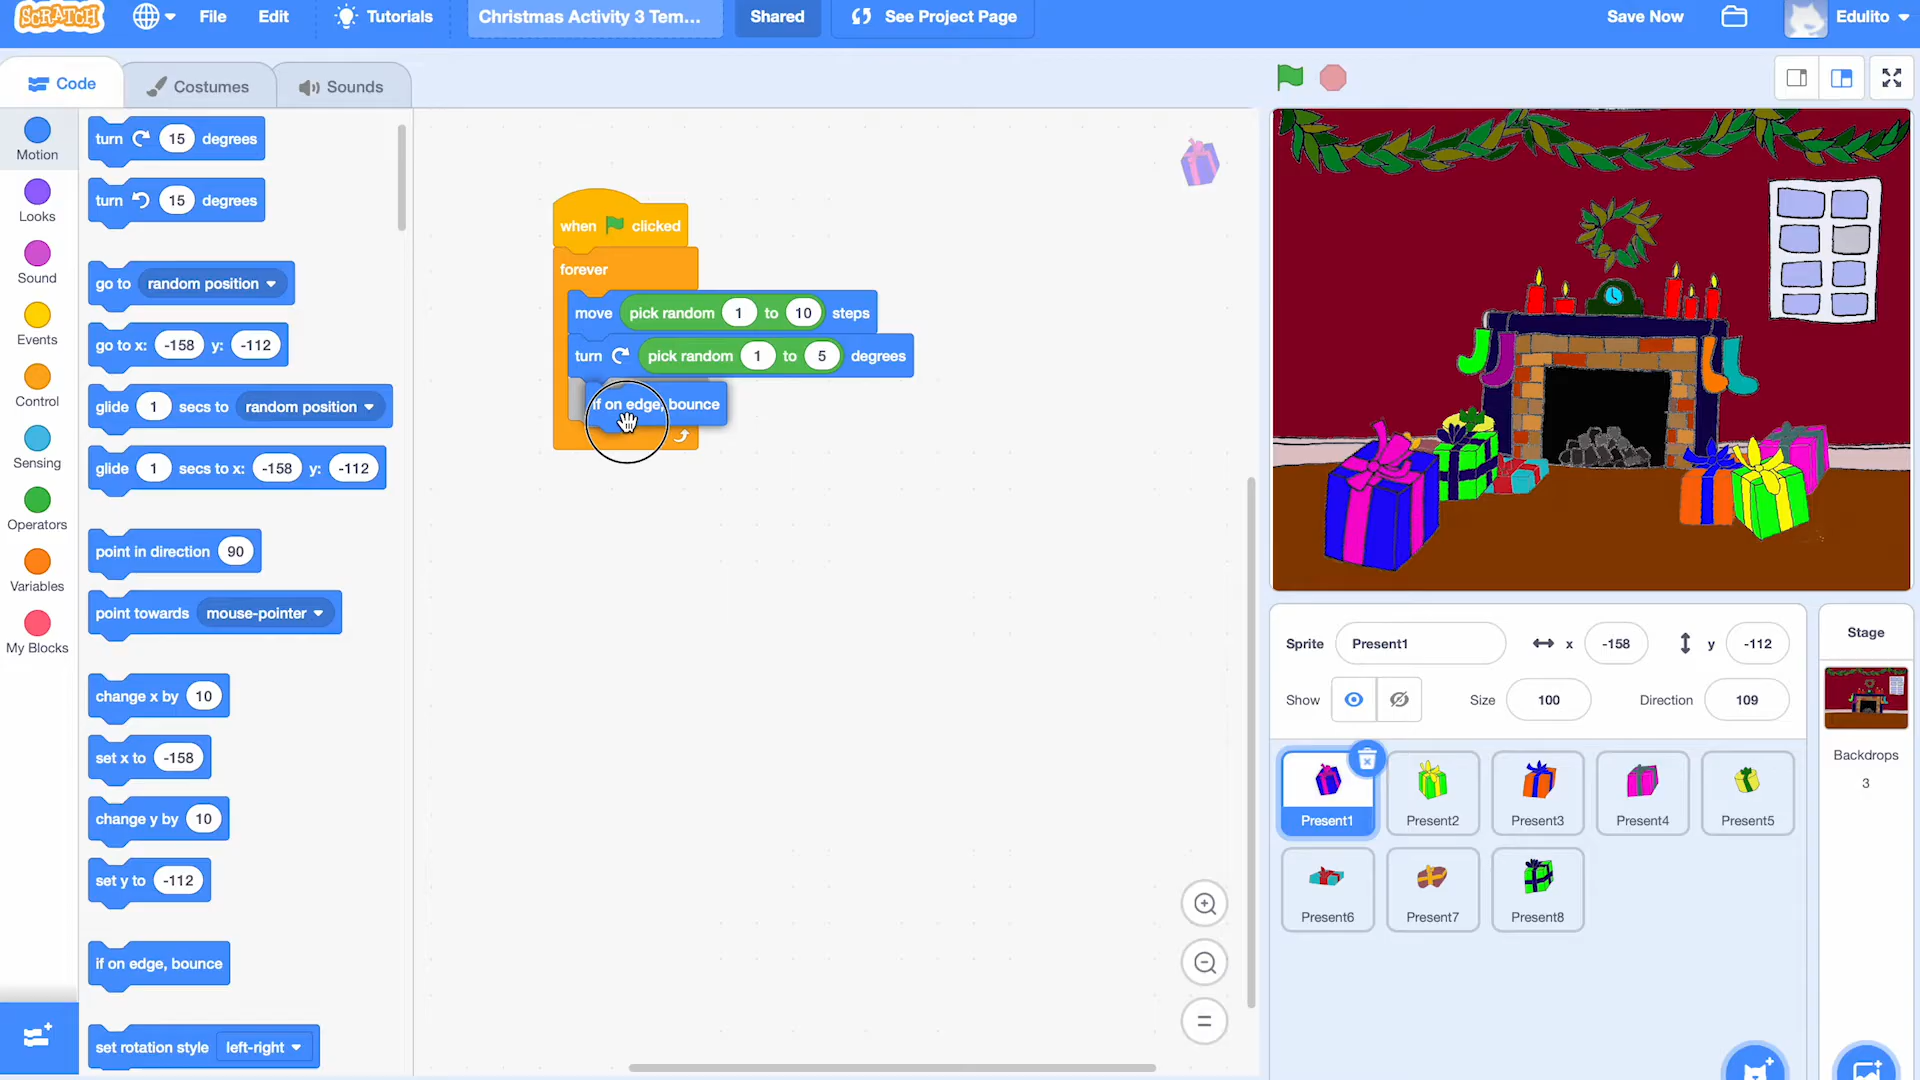 SCRATCH File Edit Tutorials Christmas Activity 3 Tem... Shared See Project Page Save Now Edulito
Code Costumes Sounds
Motion
Looks
Sound
Events
Control
Sensing
Operators
Variables
My Blocks
turn 15 degrees
turn 15 degrees
go to random position
go to x: -158 y: -112
glide 1 secs to random position
glide 1 secs to x: -158 y: -112
point in direction 90
point towards mouse-pointer
change x by 10
set x to -158
change y by 10
set y to -112
if on edge, bounce
set rotation style left-right
when clicked
forever
move pick random 1 to 10 steps
turn pick random 1 to 5 degrees
if on edge, bounce
Sprite Present1 x -158 y -112
Show Size 100 Direction 109
Present1 Present2 Present3 Present4 Present5
Present6 Present7 Present8
Stage
Backdrops
3